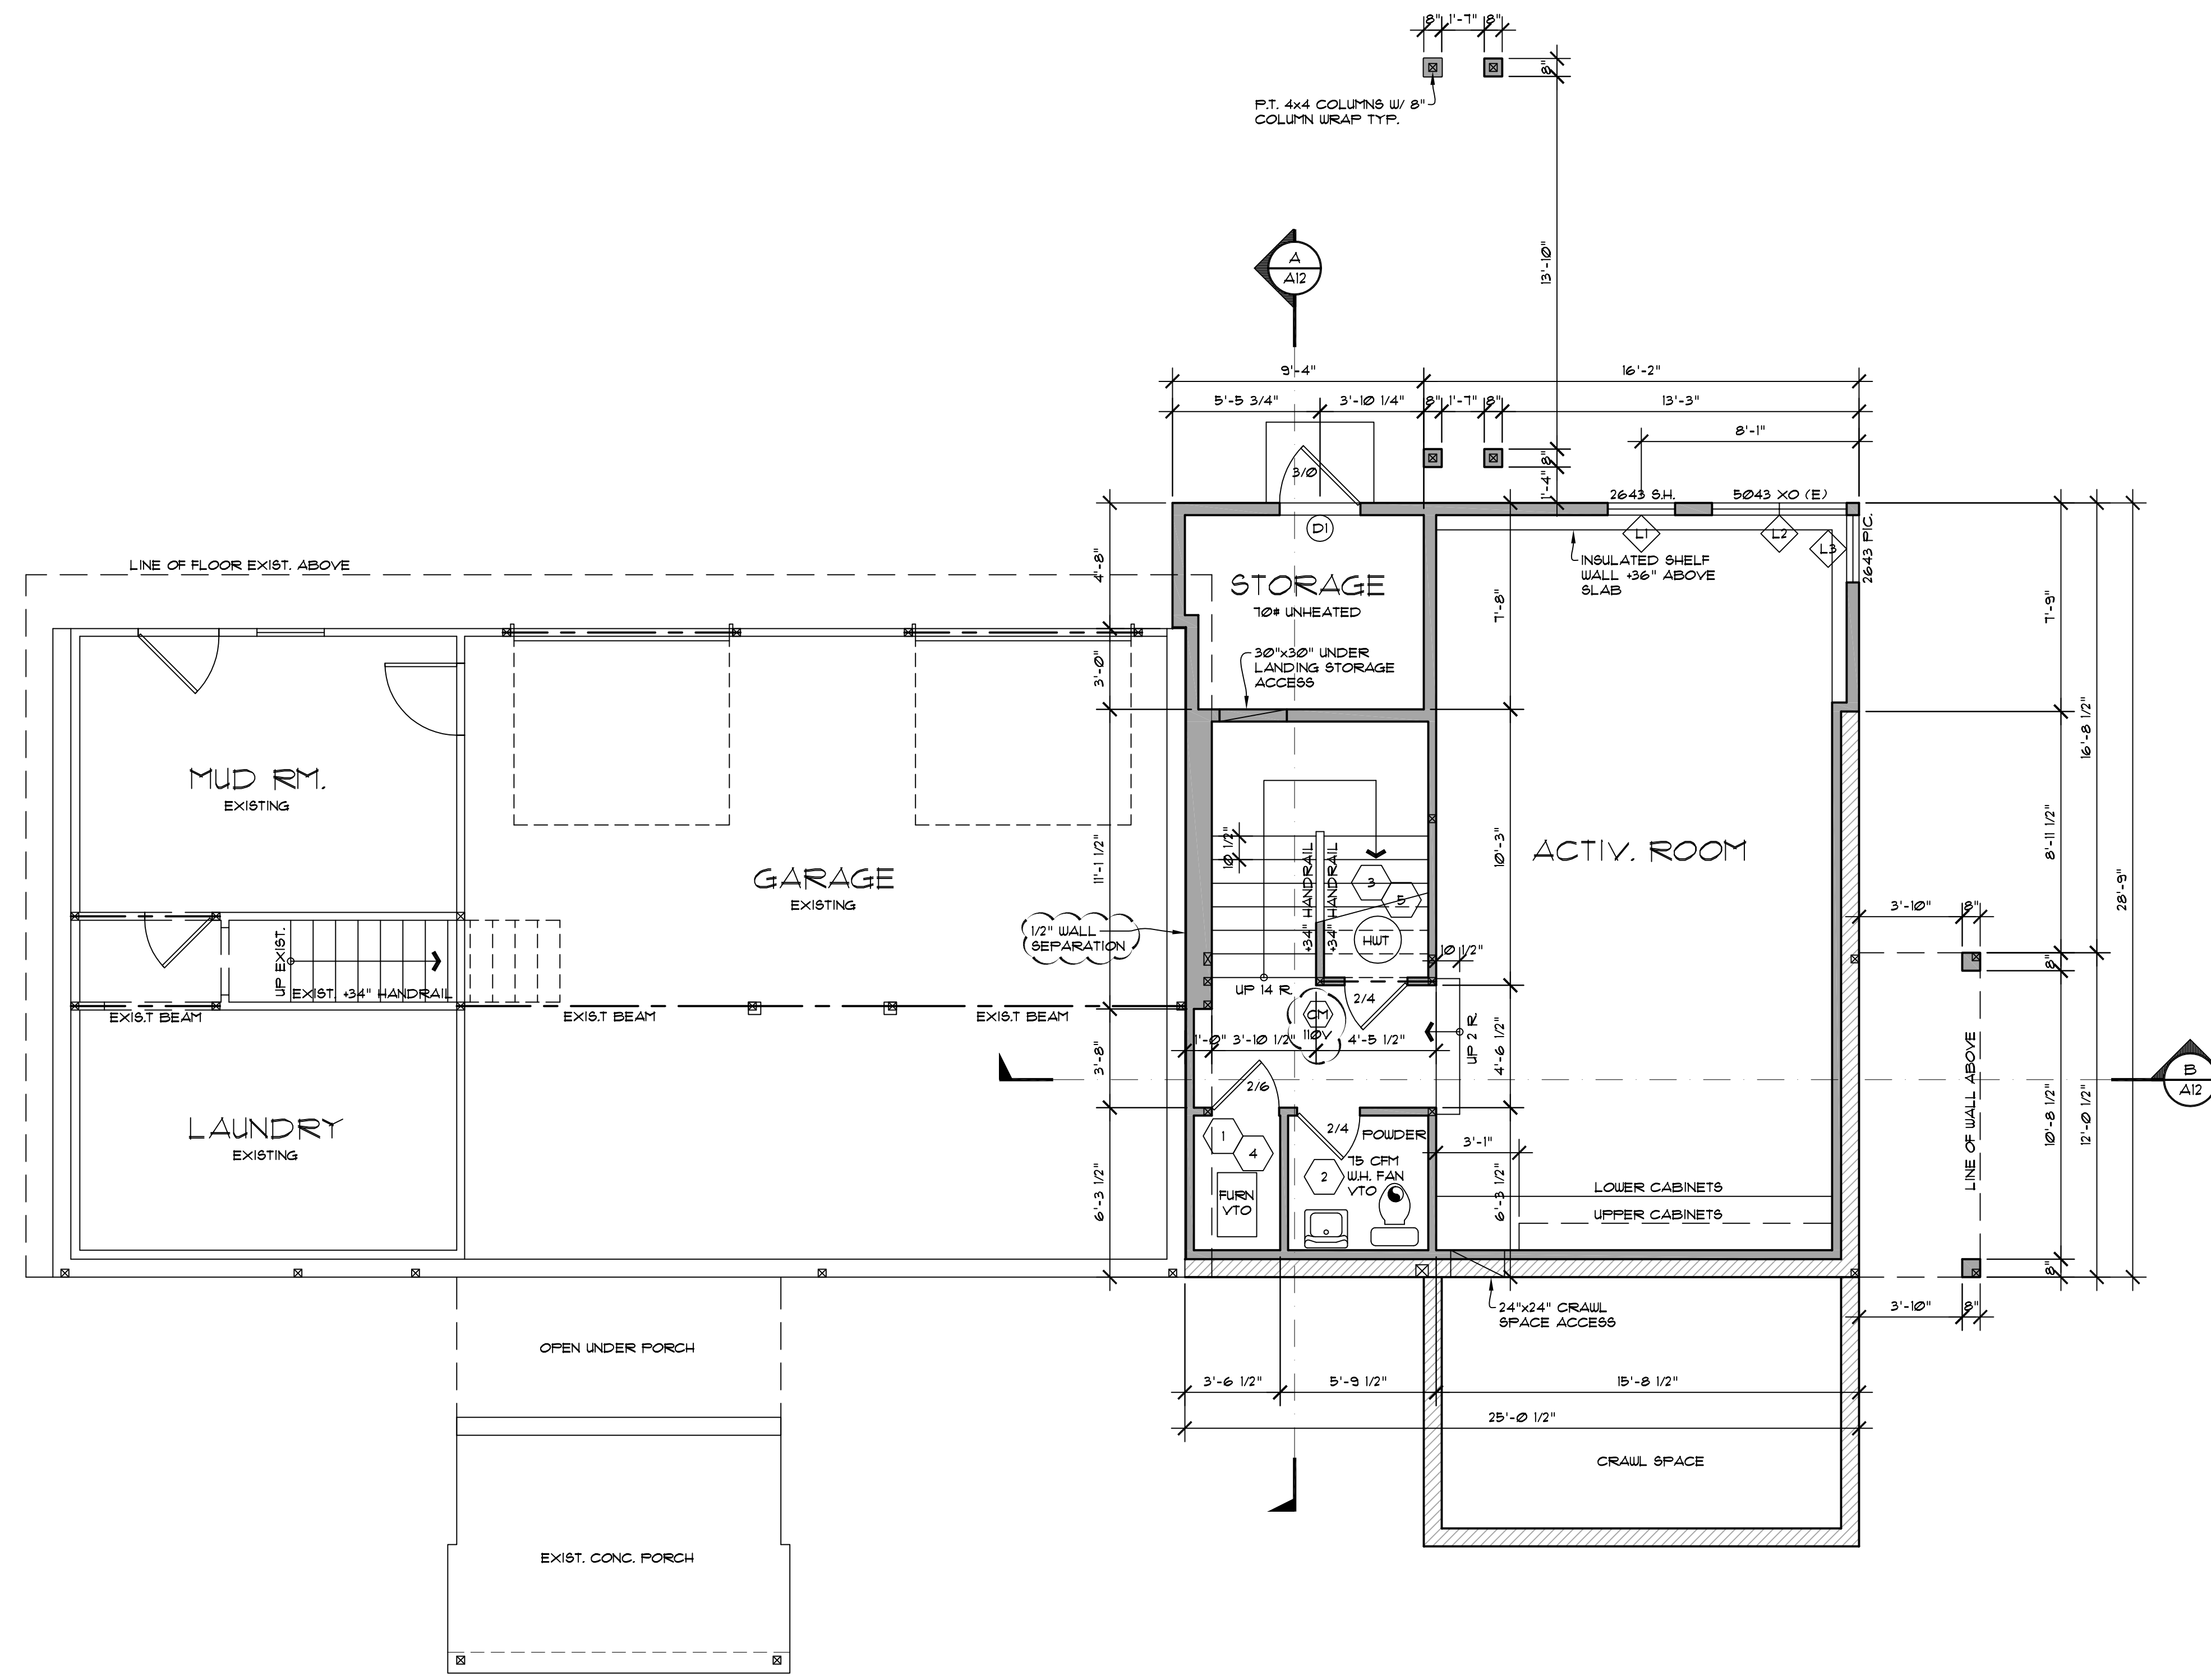 8" 1'-7" 8"
8"
P.T. 4x4 COLUMNS W/ 8"
COLUMN WRAP TYP.
13'-10"
A
A12
9'-4" 16'-2"
5'-5 3/4" 3'-10 1/4" 8" 1'-7" 8" 13'-3"
8'-1"
8"
1'-4"
3/0
2643 S.H. 5043 XO (E)
2643 PIC.
D1
L1 L2 L3
INSULATED SHELF
WALL +36" ABOVE
SLAB
LINE OF FLOOR EXIST. ABOVE
4'-8"
STORAGE
70# UNHEATED
7'-8"
7'-9"
30"x30" UNDER
LANDING STORAGE
ACCESS
3'-0"
16'-8 1/2"
MUD RM.
EXISTING
GARAGE
EXISTING
11'-1 1/2"
10 1/2"
+34" HANDRAIL
+34" HANDRAIL
3
5
HWT
10'-3"
ACTIV. ROOM
8'-11 1/2"
28'-9"
1/2" WALL
SEPARATION
10 1/2"
3'-10" 8"
8"
UP EXIST.
EXIST. +34" HANDRAIL
UP 14 R.
2/4
CM
110V
UP 2 R.
EXIS.T BEAM
EXIS.T BEAM
EXIS.T BEAM
1'-0" 3'-10 1/2" 4'-5 1/2"
3'-8"
4'-6 1/2"
LINE OF WALL ABOVE
10'-8 1/2"
12'-0 1/2"
B
A12
2/6
LAUNDRY
EXISTING
1
4
2/4
POWDER
75 CFM
W.H. FAN
VTO
2
FURN
VTO
3'-1"
6'-3 1/2"
6'-3 1/2"
LOWER CABINETS
UPPER CABINETS
8"
3'-10" 8"
24"x24" CRAWL
SPACE ACCESS
OPEN UNDER PORCH
3'-6 1/2" 5'-9 1/2" 15'-8 1/2"
25'-0 1/2"
CRAWL SPACE
EXIST. CONC. PORCH